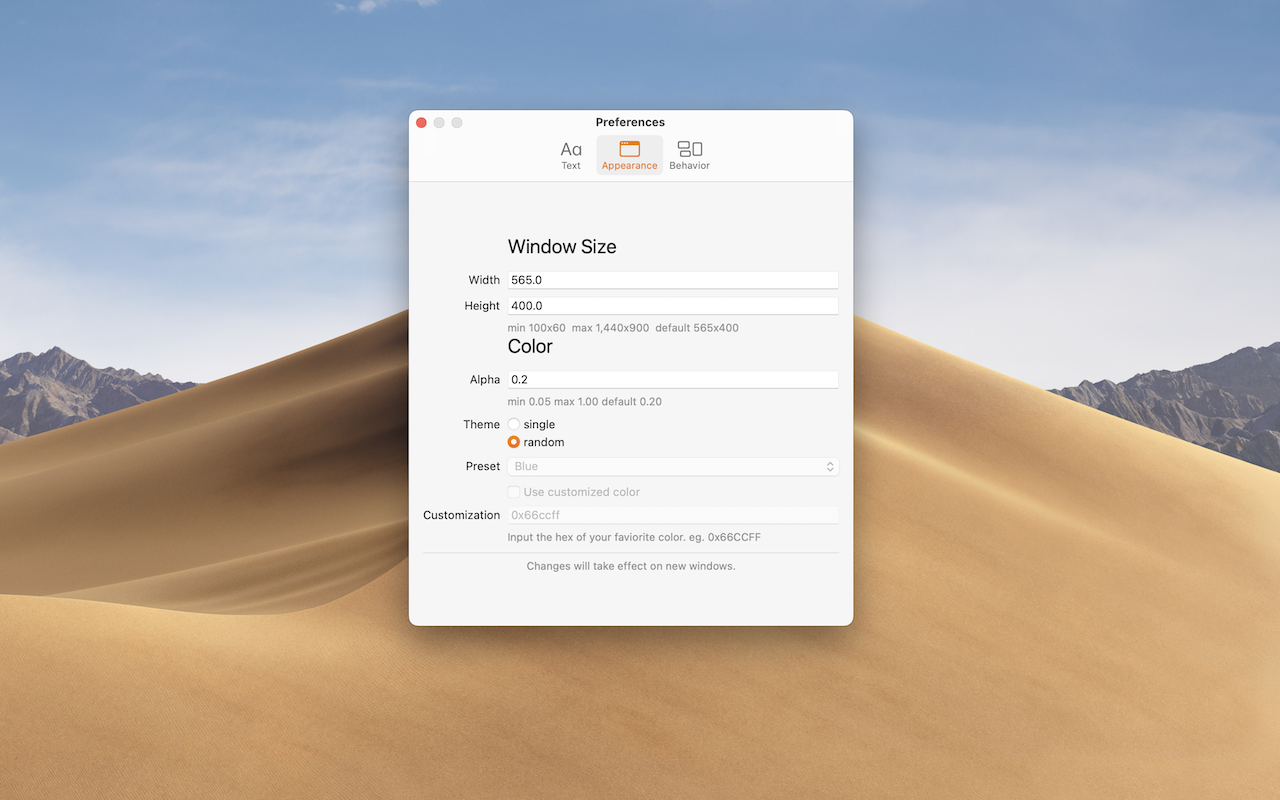 Preferences
Aa
Text
Appearance
Behavior
Window Size
Width 565.0
Height 400.0
min 100x60  max 1,440x900  default 565x400
Color
Alpha 0.2
min 0.05 max 1.00 default 0.20
Theme single
random
Preset Blue
Use customized color
Customization 0x66ccff
Input the hex of your faviorite color. eg. 0x66CCFF
Changes will take effect on new windows.